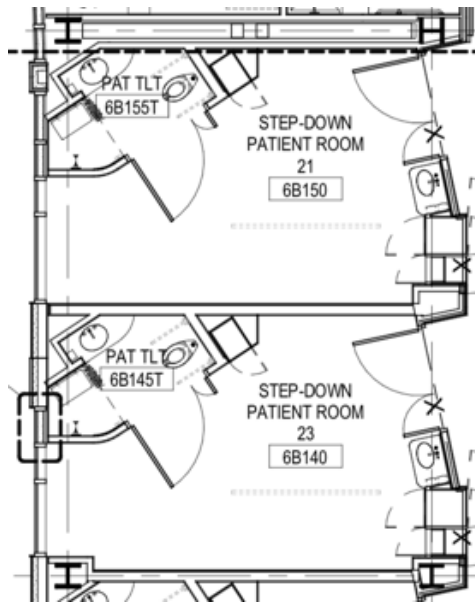 PAT TLT
6B155T
STEP-DOWN
PATIENT ROOM
21
6B150
PAT TLT
6B145T
STEP-DOWN
PATIENT ROOM
23
6B140